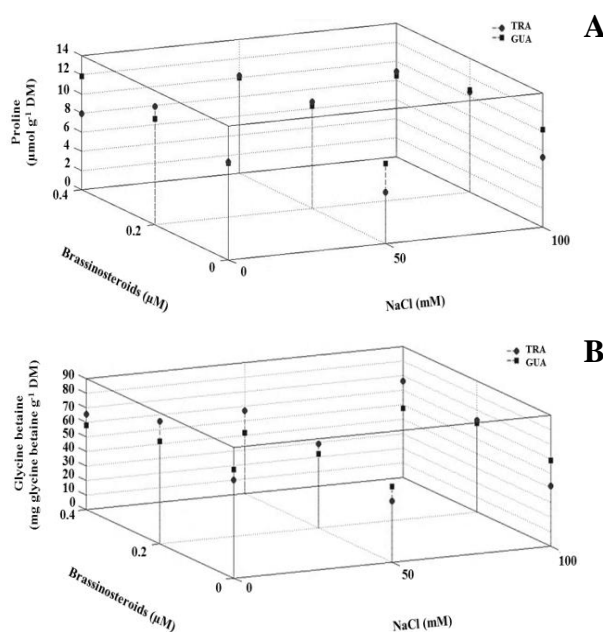 A
TRA
GUA
14
12
10
8
6
4
2
0
Proline
(µmol g-1 DM)
0.4
0.2
0
Brassinosteroids (µM)
0
50
100
NaCl (mM)
B
TRA
GUA
90
80
70
60
50
40
30
20
10
0
Glycine betaine
(mg glycine betaine g-1 DM)
0.4
0.2
0
Brassinosteroids (µM)
0
50
100
NaCl (mM)